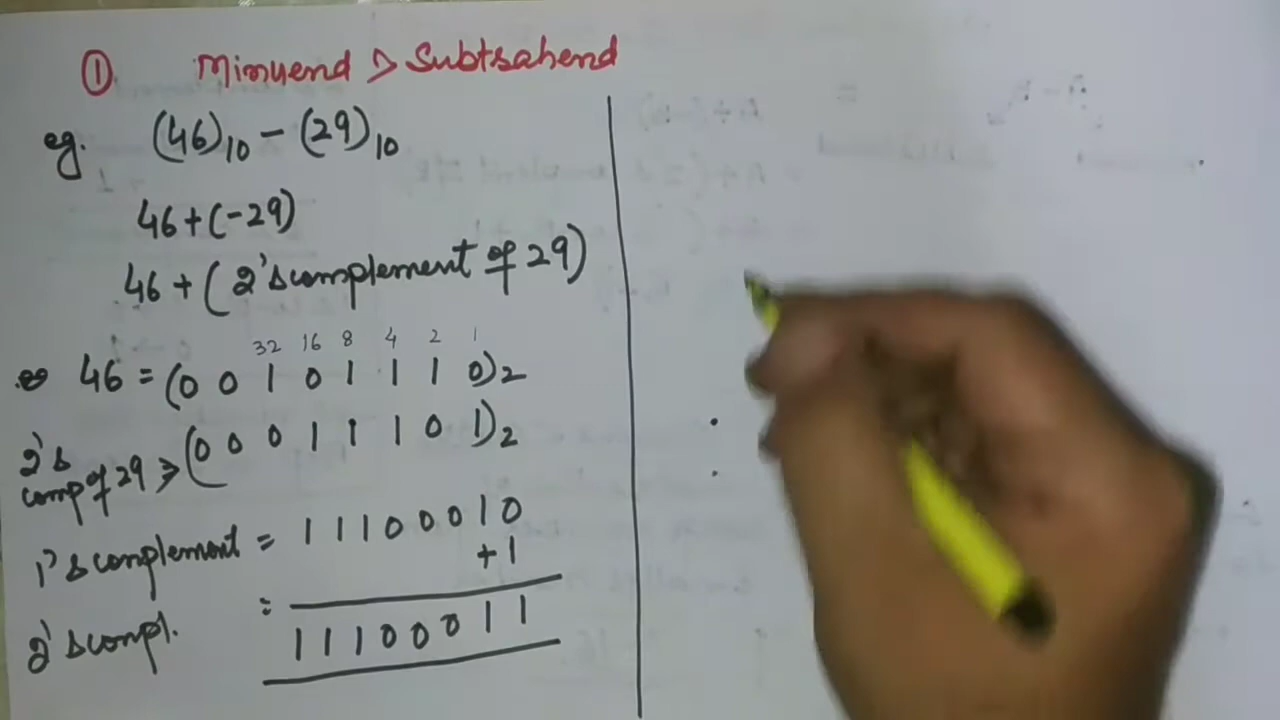 ① Minuend > Subtsahend
eg. (46)10 - (29)10
46+(-29)
46 + (2's complement of 29)
32 16 8 4 2 1
46 = (0 0 1 0 1 1 1 0)2
2's comp of 29 ⇒ (0 0 0 1 1 1 0 1)2
1's complement = 1 1 1 0 0 0 1 0
+1
2's compl. = 1 1 1 0 0 0 1 1